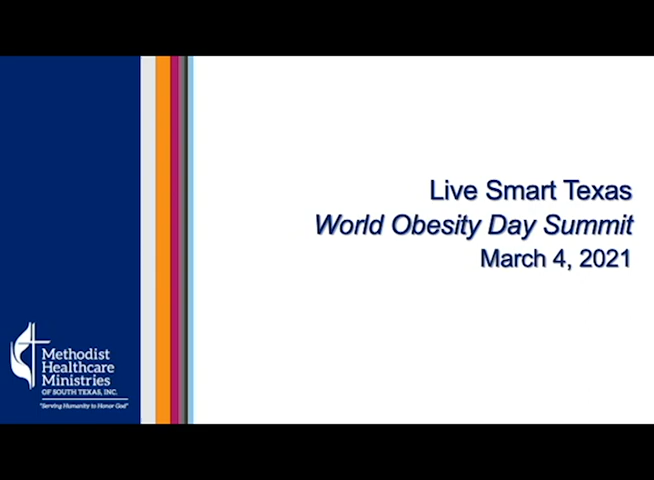 Live Smart Texas
World Obesity Day Summit
March 4, 2021
Methodist
Healthcare
Ministries
OF SOUTH TEXAS, INC.
"Serving Humanity to Honor God"